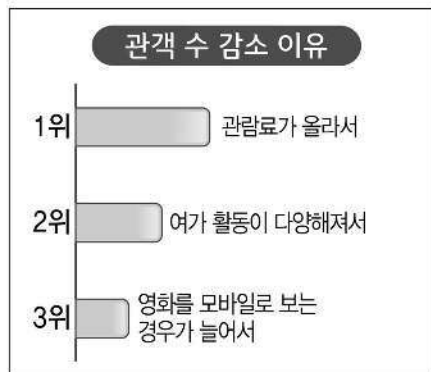 관객 수 감소 이유
1위 관람료가 올라서
2위 여가 활동이 다양해져서
3위 영화를 모바일로 보는
경우가 늘어서